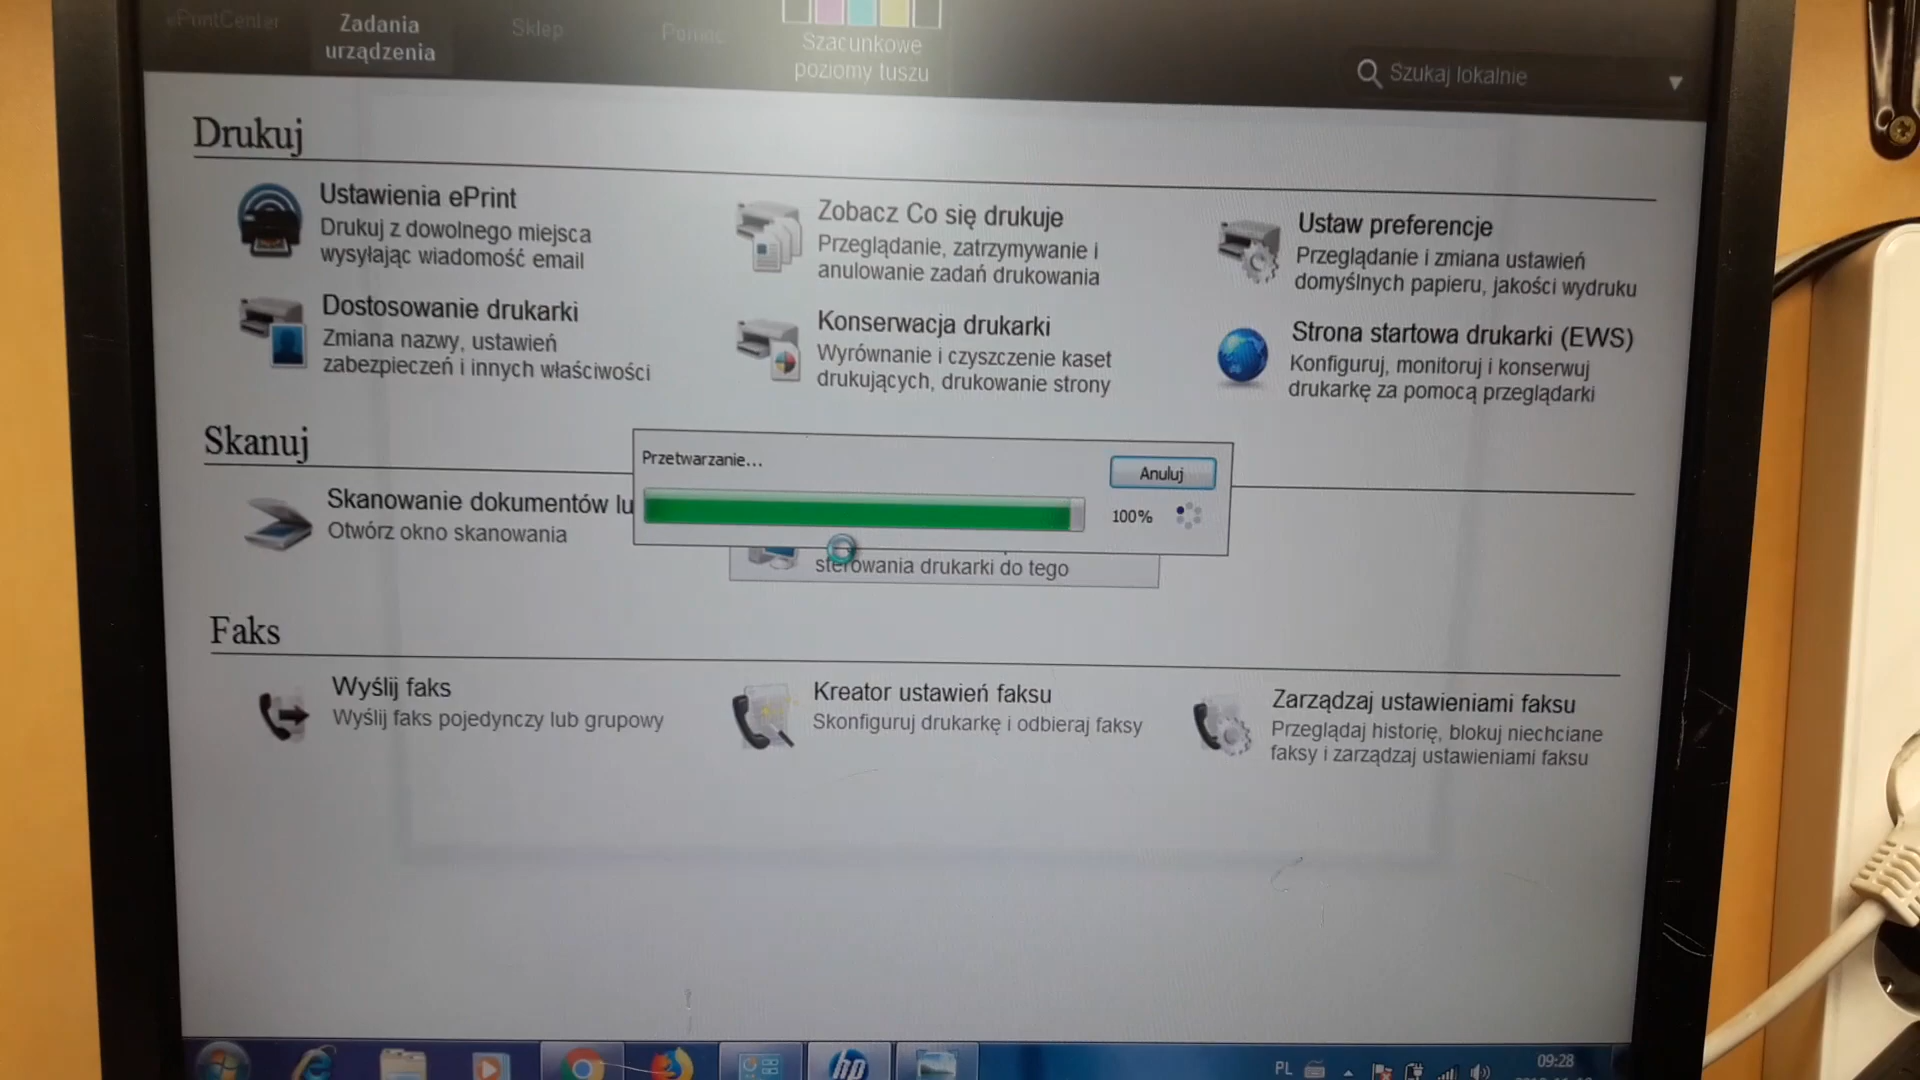 ePrintCenter
Zadania
urządzenia
Sklep
Pomoc
Szacunkowe
poziomy tuszu
Szukaj lokalnie
Drukuj
Ustawienia ePrint
Drukuj z dowolnego miejsca
wysyłając wiadomość email
Zobacz Co się drukuje
Przeglądanie, zatrzymywanie i
anulowanie zadań drukowania
Ustaw preferencje
Przeglądanie i zmiana ustawień
domyślnych papieru, jakości wydruku
Dostosowanie drukarki
Zmiana nazwy, ustawień
zabezpieczeń i innych właściwości
Konserwacja drukarki
Wyrównanie i czyszczenie kaset
drukujących, drukowanie strony
Strona startowa drukarki (EWS)
Konfiguruj, monitoruj i konserwuj
drukarkę za pomocą przeglądarki
Skanuj
Skanowanie dokumentów lu
Otwórz okno skanowania
Przetwarzanie...
Anuluj
100%
sterowania drukarki do tego
Faks
Wyślij faks
Wyślij faks pojedynczy lub grupowy
Kreator ustawień faksu
Skonfiguruj drukarkę i odbieraj faksy
Zarządzaj ustawieniami faksu
Przeglądaj historię, blokuj niechciane
faksy i zarządzaj ustawieniami faksu
hp
PL
09:28